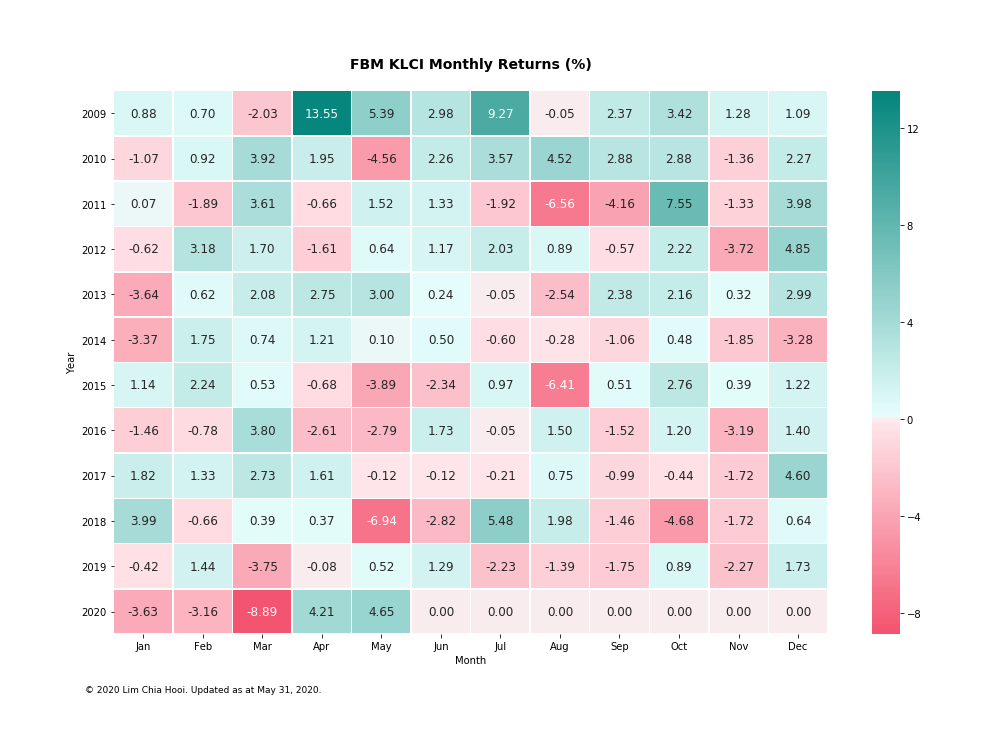 FBM KLCI Monthly Returns (%)
2009 0.88 0.70 -2.03 13.55 5.39 2.98 9.27 -0.05 2.37 3.42 1.28 1.09
2010 -1.07 0.92 3.92 1.95 -4.56 2.26 3.57 4.52 2.88 2.88 -1.36 2.27
2011 0.07 -1.89 3.61 -0.66 1.52 1.33 -1.92 -6.56 -4.16 7.55 -1.33 3.98
2012 -0.62 3.18 1.70 -1.61 0.64 1.17 2.03 0.89 -0.57 2.22 -3.72 4.85
2013 -3.64 0.62 2.08 2.75 3.00 0.24 -0.05 -2.54 2.38 2.16 0.32 2.99
2014 -3.37 1.75 0.74 1.21 0.10 0.50 -0.60 -0.28 -1.06 0.48 -1.85 -3.28
2015 1.14 2.24 0.53 -0.68 -3.89 -2.34 0.97 -6.41 0.51 2.76 0.39 1.22
2016 -1.46 -0.78 3.80 -2.61 -2.79 1.73 -0.05 1.50 -1.52 1.20 -3.19 1.40
2017 1.82 1.33 2.73 1.61 -0.12 -0.12 -0.21 0.75 -0.99 -0.44 -1.72 4.60
2018 3.99 -0.66 0.39 0.37 -6.94 -2.82 5.48 1.98 -1.46 -4.68 -1.72 0.64
2019 -0.42 1.44 -3.75 -0.08 0.52 1.29 -2.23 -1.39 -1.75 0.89 -2.27 1.73
2020 -3.63 -3.16 -8.89 4.21 4.65 0.00 0.00 0.00 0.00 0.00 0.00 0.00
Jan Feb Mar Apr May Jun Jul Aug Sep Oct Nov Dec
Month
Year
12
8
4
0
−4
−8
© 2020 Lim Chia Hooi. Updated as at May 31, 2020.